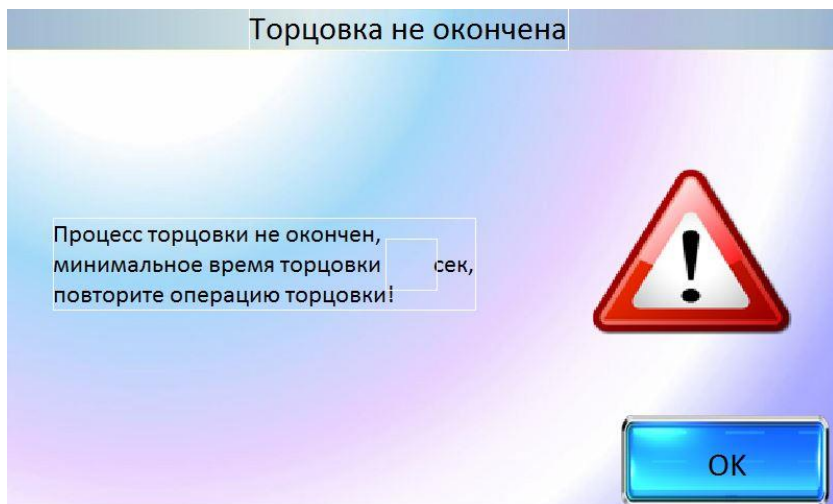 Торцовка не окончена
Процесс торцовки не окончен,
минимальное время торцовки сек,
повторите операцию торцовки!
!
OK